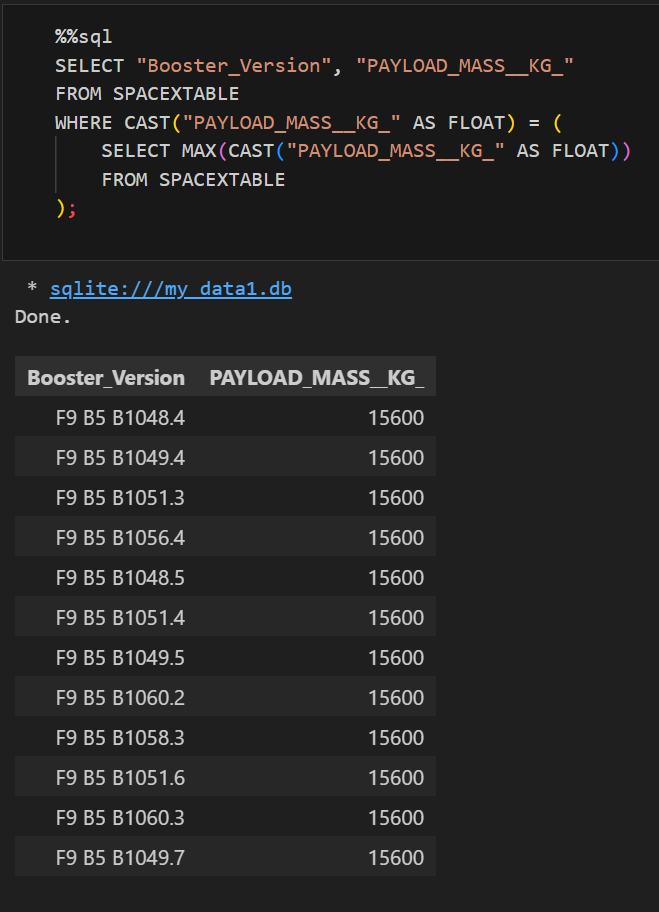 %%sql
SELECT "Booster_Version", "PAYLOAD_MASS__KG_"
FROM SPACEXTABLE
WHERE CAST("PAYLOAD_MASS__KG_" AS FLOAT) = (
    SELECT MAX(CAST("PAYLOAD_MASS__KG_" AS FLOAT))
    FROM SPACEXTABLE
);
* sqlite:///my_data1.db
Done.
Booster_Version PAYLOAD_MASS__KG_
F9 B5 B1048.4 15600
F9 B5 B1049.4 15600
F9 B5 B1051.3 15600
F9 B5 B1056.4 15600
F9 B5 B1048.5 15600
F9 B5 B1051.4 15600
F9 B5 B1049.5 15600
F9 B5 B1060.2 15600
F9 B5 B1058.3 15600
F9 B5 B1051.6 15600
F9 B5 B1060.3 15600
F9 B5 B1049.7 15600